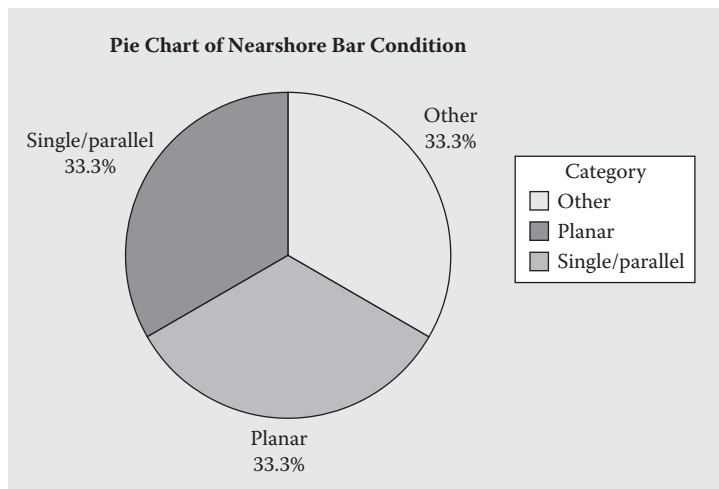 Pie Chart of Nearshore Bar Condition
Other
33.3%
Single/parallel
33.3%
Category
Other
Planar
Single/parallel
Planar
33.3%